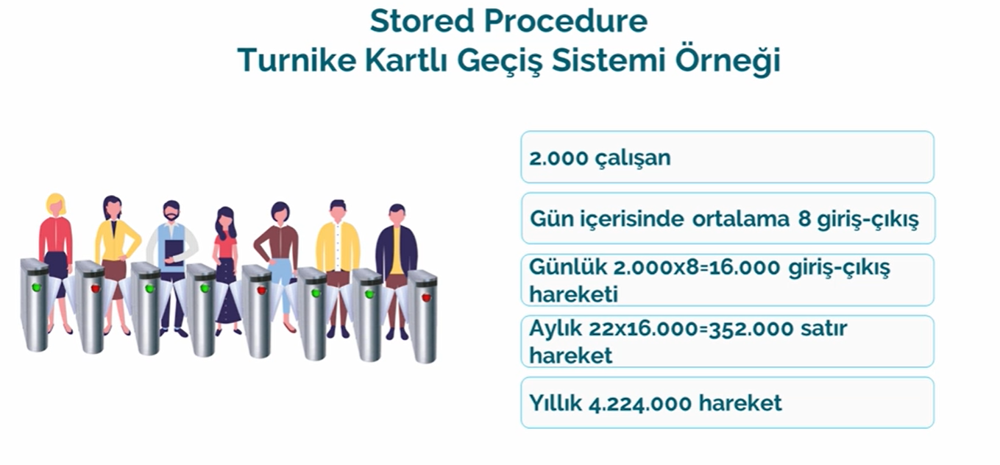 Stored Procedure
Turnike Kartlı Geçiş Sistemi Örneği
2.000 çalışan
Gün içerisinde ortalama 8 giriş-çıkış
Günlük 2.000x8=16.000 giriş-çıkış
hareketi
Aylık 22x16.000=352.000 satır
hareket
Yıllık 4.224.000 hareket